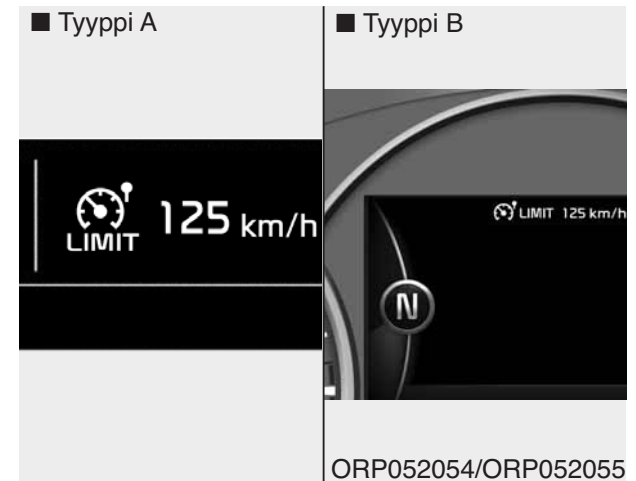 ■ Tyyppi A
LIMIT 125 km/h
■ Tyyppi B
LIMIT 125 km/h
N
ORP052054/ORP052055